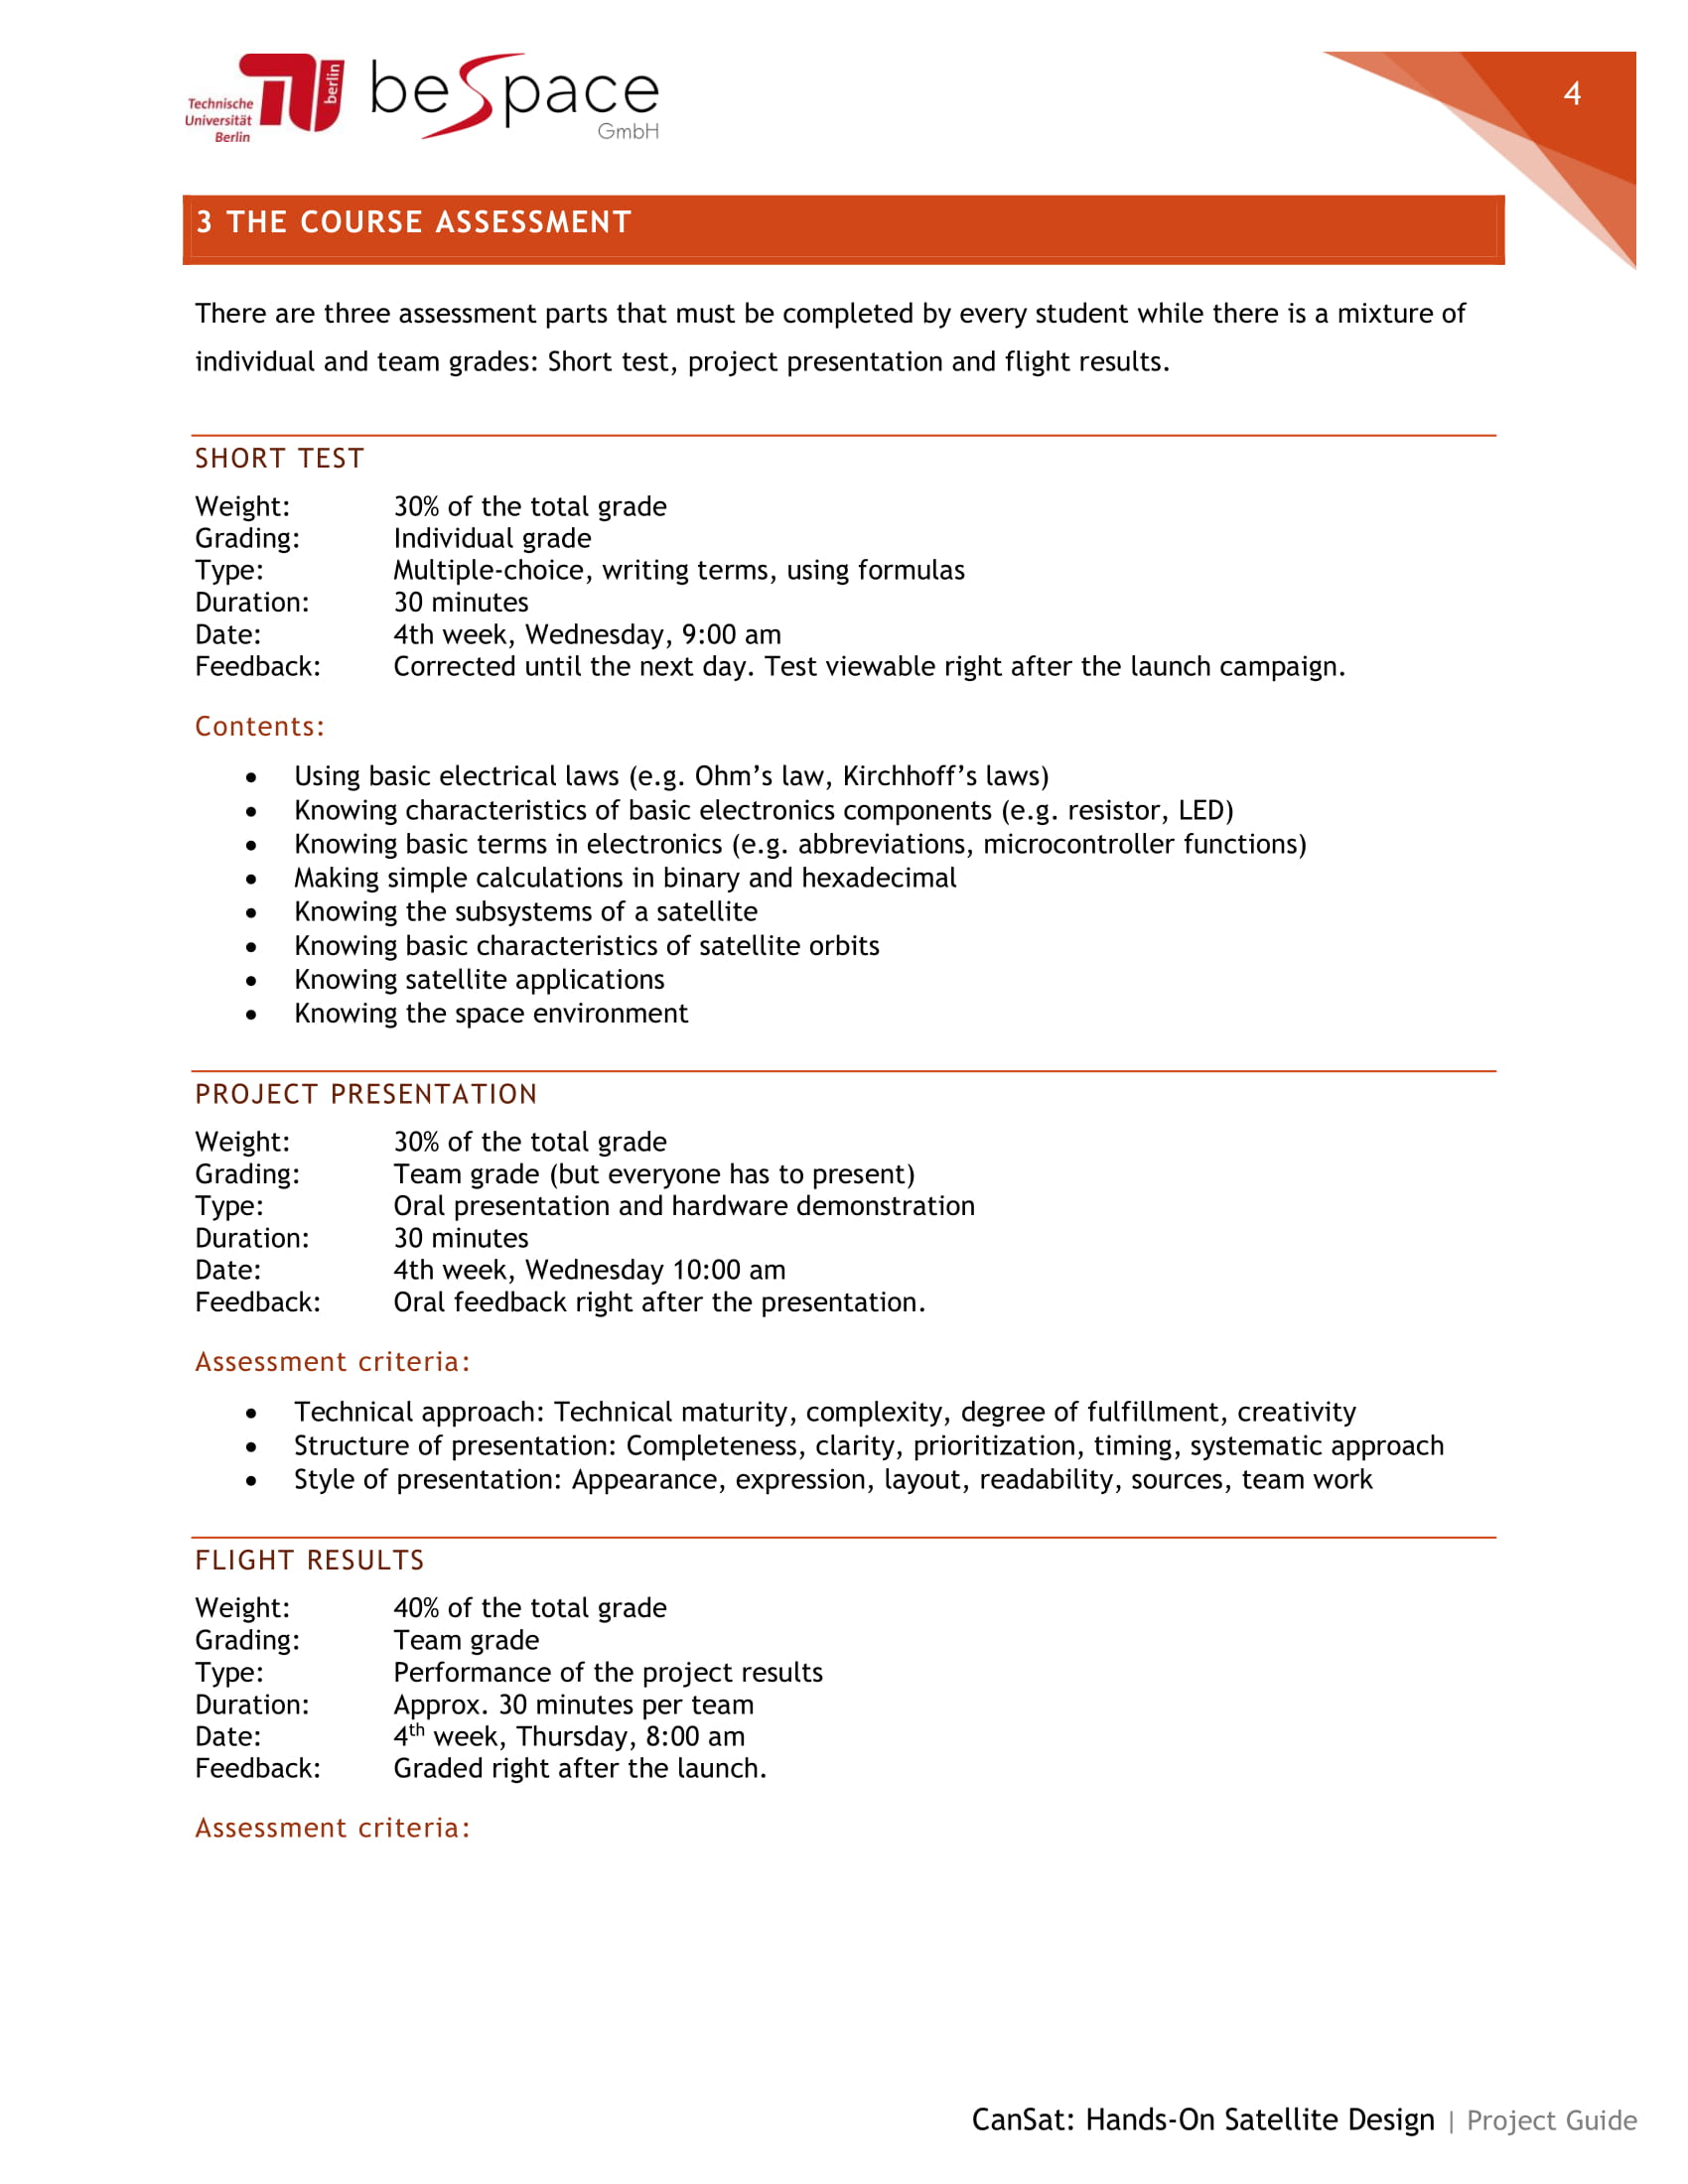 Technische
Universität
Berlin
berlin
beSpace
GmbH
4
3 THE COURSE ASSESSMENT
There are three assessment parts that must be completed by every student while there is a mixture of
individual and team grades: Short test, project presentation and flight results.
SHORT TEST
Weight: 30% of the total grade
Grading: Individual grade
Type: Multiple-choice, writing terms, using formulas
Duration: 30 minutes
Date: 4th week, Wednesday, 9:00 am
Feedback: Corrected until the next day. Test viewable right after the launch campaign.
Contents:
• Using basic electrical laws (e.g. Ohm’s law, Kirchhoff’s laws)
• Knowing characteristics of basic electronics components (e.g. resistor, LED)
• Knowing basic terms in electronics (e.g. abbreviations, microcontroller functions)
• Making simple calculations in binary and hexadecimal
• Knowing the subsystems of a satellite
• Knowing basic characteristics of satellite orbits
• Knowing satellite applications
• Knowing the space environment
PROJECT PRESENTATION
Weight: 30% of the total grade
Grading: Team grade (but everyone has to present)
Type: Oral presentation and hardware demonstration
Duration: 30 minutes
Date: 4th week, Wednesday 10:00 am
Feedback: Oral feedback right after the presentation.
Assessment criteria:
• Technical approach: Technical maturity, complexity, degree of fulfillment, creativity
• Structure of presentation: Completeness, clarity, prioritization, timing, systematic approach
• Style of presentation: Appearance, expression, layout, readability, sources, team work
FLIGHT RESULTS
Weight: 40% of the total grade
Grading: Team grade
Type: Performance of the project results
Duration: Approx. 30 minutes per team
Date: 4th week, Thursday, 8:00 am
Feedback: Graded right after the launch.
Assessment criteria:
CanSat: Hands-On Satellite Design | Project Guide